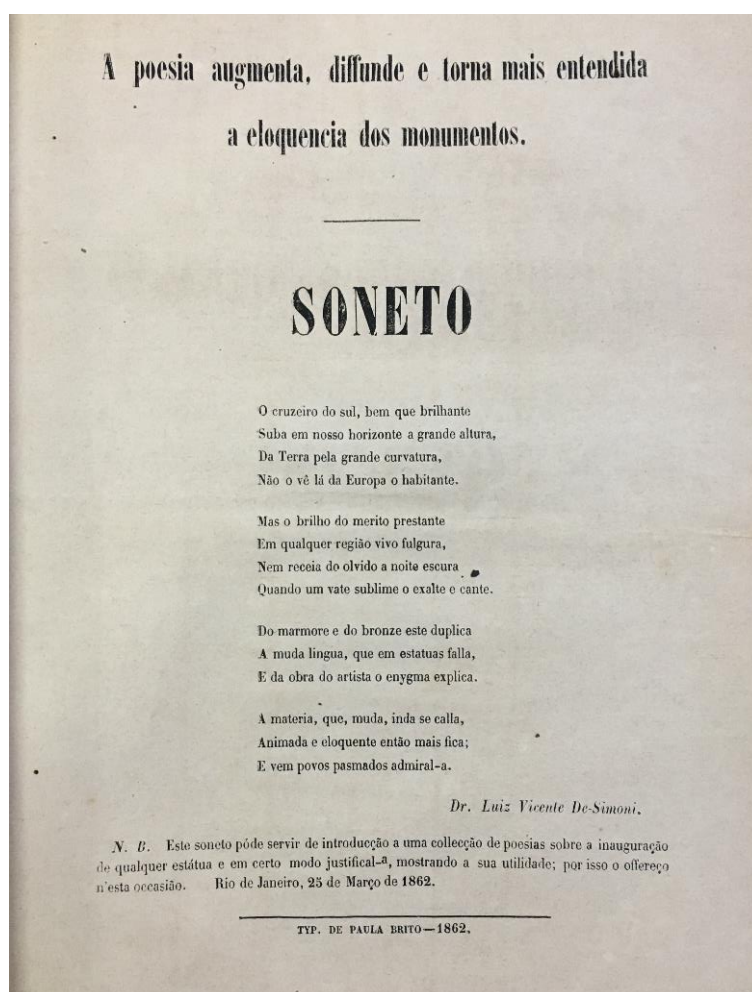 A poesia augmenta, diffunde e torna mais entendida
a eloquencia dos monumentos.
SONETO
O cruzeiro do sul, bem que brilhante
Suba em nosso horizonte a grande altura,
Da Terra pela grande curvatura,
Não o vê lá da Europa o habitante.
Mas o brilho do merito prestante
Em qualquer região vivo fulgura,
Nem receia do olvido a noite escura
Quando um vate sublime o exalte e cante.
Do marmore e do bronze este duplica
A muda lingua, que em estatuas falla,
E da obra do artista o enygma explica.
A materia, que, muda, inda se calla,
Animada e eloquente então mais fica;
E vem povos pasmados admiral-a.
Dr. Luiz Vicente De-Simoni.
N. B. Este soneto póde servir de introducção a uma collecção de poesias sobre a inauguração
de qualquer estátua e em certo modo justifical-a, mostrando a sua utilidade; por isso o offereço
n'esta occasião. Rio de Janeiro, 25 de Março de 1862.
TYP. DE PAULA BRITO—1862.